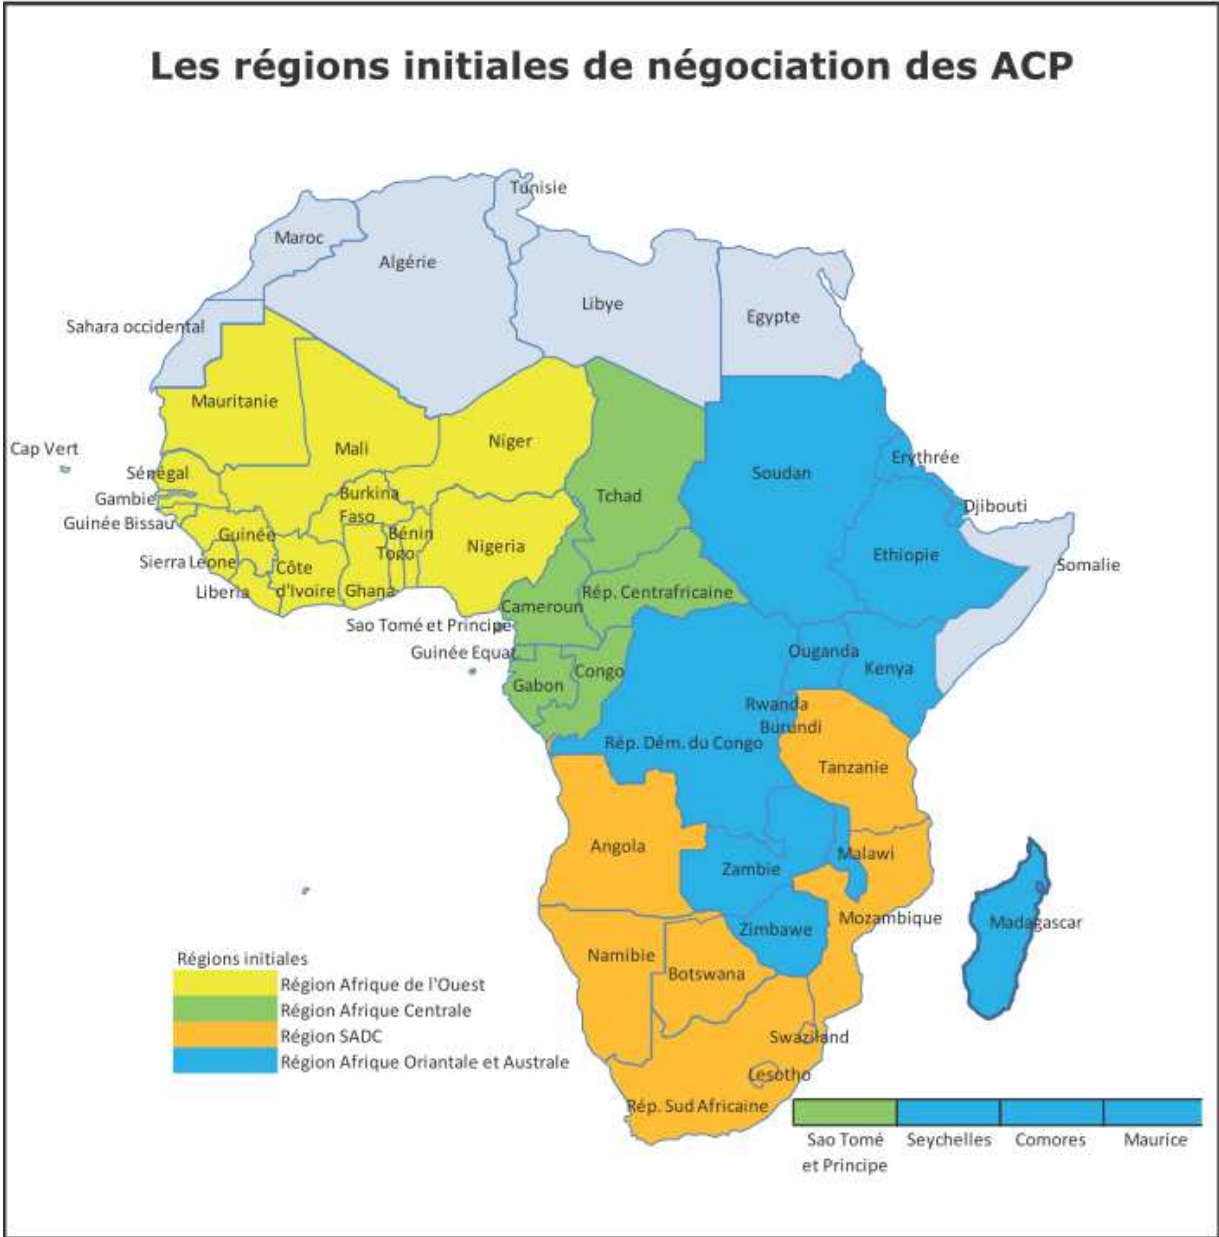 Les régions initiales de négociation des ACP
Tunisie
Maroc
Algérie
Libye
Egypte
Sahara occidental
Mauritanie
Mali
Niger
Cap Vert
Sénégal
Gambie
Guinée Bissau
Burkina
Faso
Guinée
Bénin
Togo
Sierra Leone
Côte
d'Ivoire
Liberia
Ghana
Nigeria
Tchad
Soudan
Erythrée
Djibouti
Ethiopie
Somalie
Cameroun
Rép. Centrafricaine
Sao Tomé et Principe
Guinée Equat.
Gabon
Congo
Ouganda
Kenya
Rwanda
Burundi
Rép. Dém. du Congo
Tanzanie
Angola
Zambie
Malawi
Mozambique
Madagascar
Zimbawe
Namibie
Botswana
Swaziland
Lesotho
Rép. Sud Africaine
Régions initiales
Région Afrique de l'Ouest
Région Afrique Centrale
Région SADC
Région Afrique Oriantale et Australe
Sao Tomé
et Principe
Seychelles
Comores
Maurice